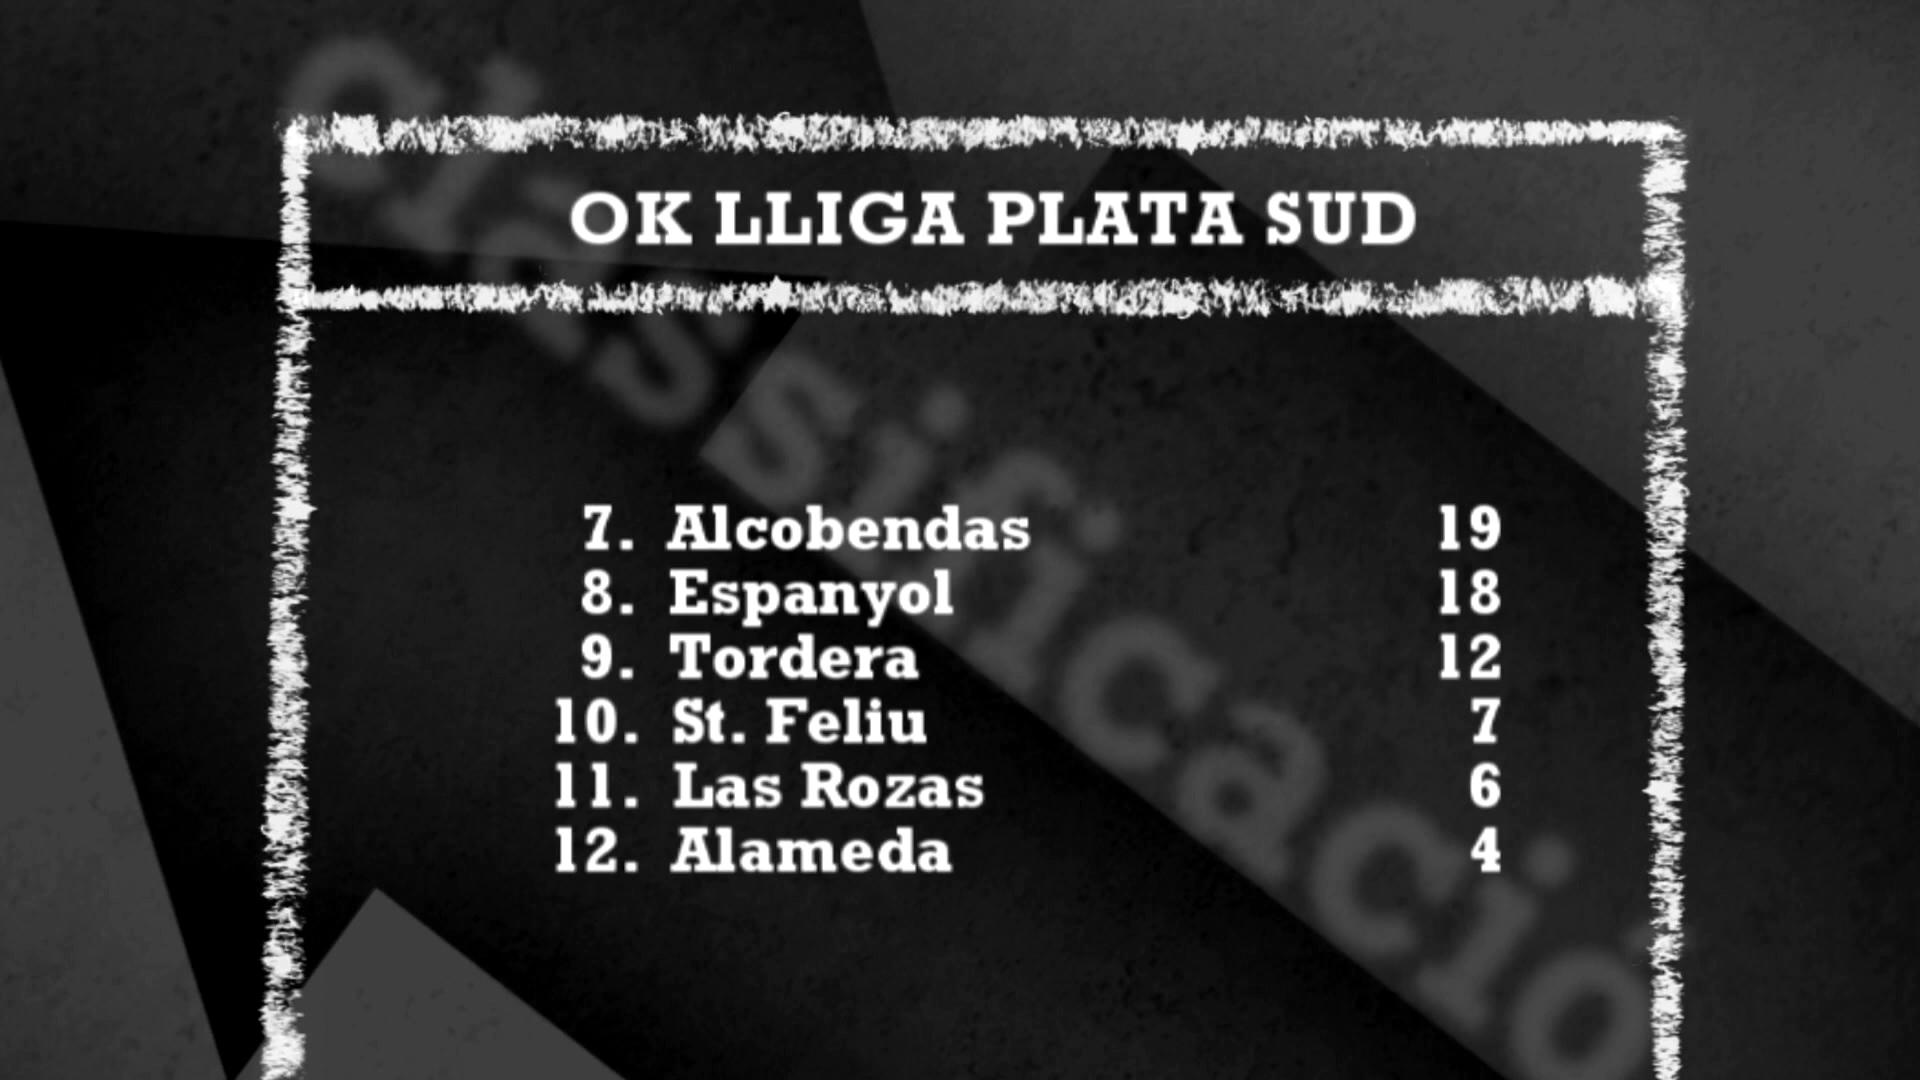 classificació
OK LLIGA PLATA SUD
7. Alcobendas 19
8. Espanyol 18
9. Tordera 12
10. St. Feliu 7
11. Las Rozas 6
12. Alameda 4